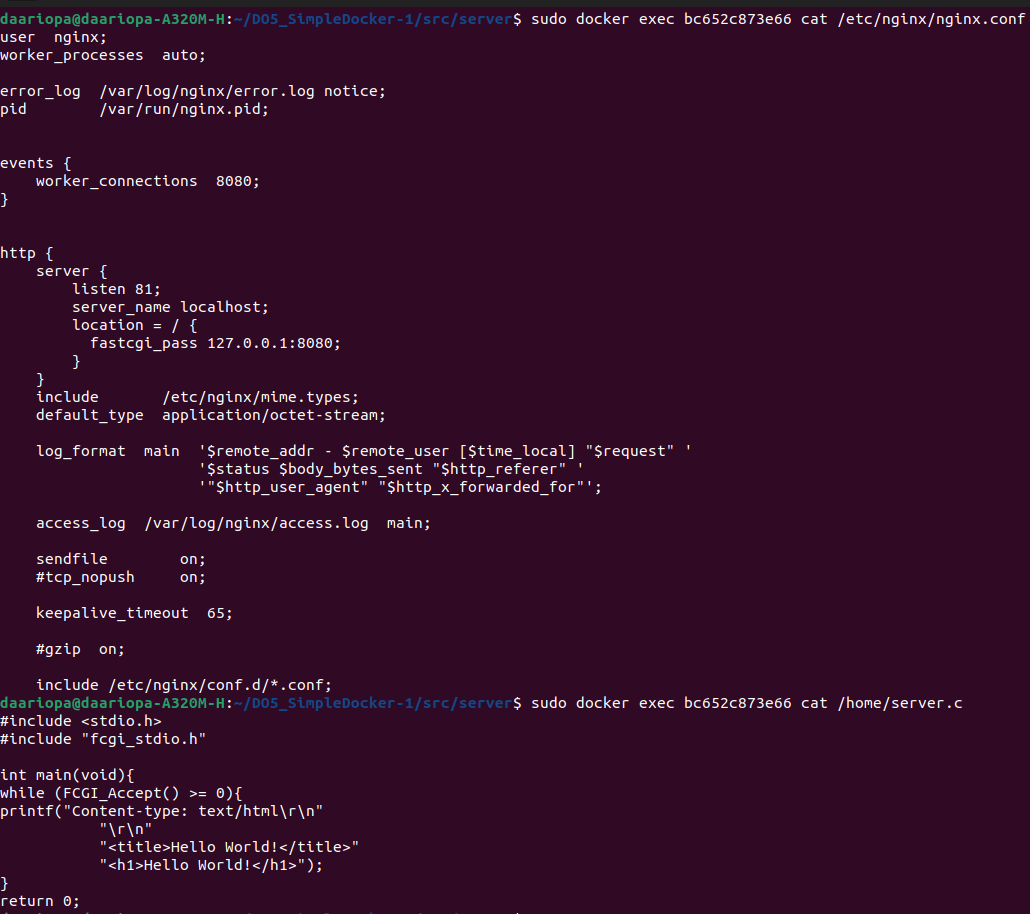 daariopa@daariopa-A320M-H:~/DO5_SimpleDocker-1/src/server$ sudo docker exec bc652c873e66 cat /etc/nginx/nginx.conf
user  nginx;
worker_processes  auto;

error_log  /var/log/nginx/error.log notice;
pid        /var/run/nginx.pid;


events {
    worker_connections  8080;
}


http {
    server {
        listen 81;
        server_name localhost;
        location = / {
          fastcgi_pass 127.0.0.1:8080;
        }
    }
    include       /etc/nginx/mime.types;
    default_type  application/octet-stream;

    log_format  main  '$remote_addr - $remote_user [$time_local] "$request" '
                      '$status $body_bytes_sent "$http_referer" '
                      '"$http_user_agent" "$http_x_forwarded_for"';

    access_log  /var/log/nginx/access.log  main;

    sendfile        on;
    #tcp_nopush     on;

    keepalive_timeout  65;

    #gzip  on;

    include /etc/nginx/conf.d/*.conf;
daariopa@daariopa-A320M-H:~/DO5_SimpleDocker-1/src/server$ sudo docker exec bc652c873e66 cat /home/server.c
#include <stdio.h>
#include "fcgi_stdio.h"

int main(void){
while (FCGI_Accept() >= 0){
printf("Content-type: text/html\r\n"
           "\r\n"
           "<title>Hello World!</title>"
           "<h1>Hello World!</h1>");
}
return 0;